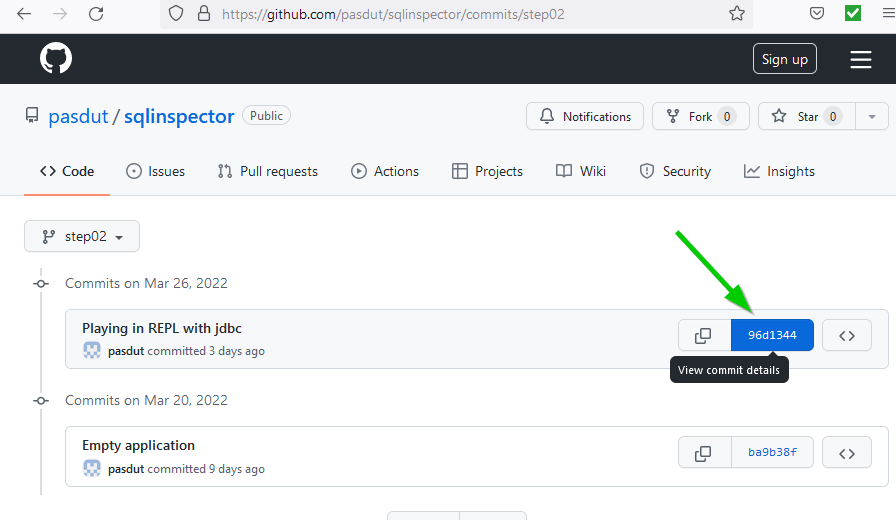 https://github.com/pasdut/sqlinspector/commits/step02
Sign up
pasdut / sqlinspector Public
Notifications Fork 0 Star 0
Code Issues Pull requests Actions Projects Wiki Security Insights
step02
Commits on Mar 26, 2022
Playing in REPL with jdbc
pasdut committed 3 days ago
96d1344
View commit details
Commits on Mar 20, 2022
Empty application
pasdut committed 9 days ago
ba9b38f